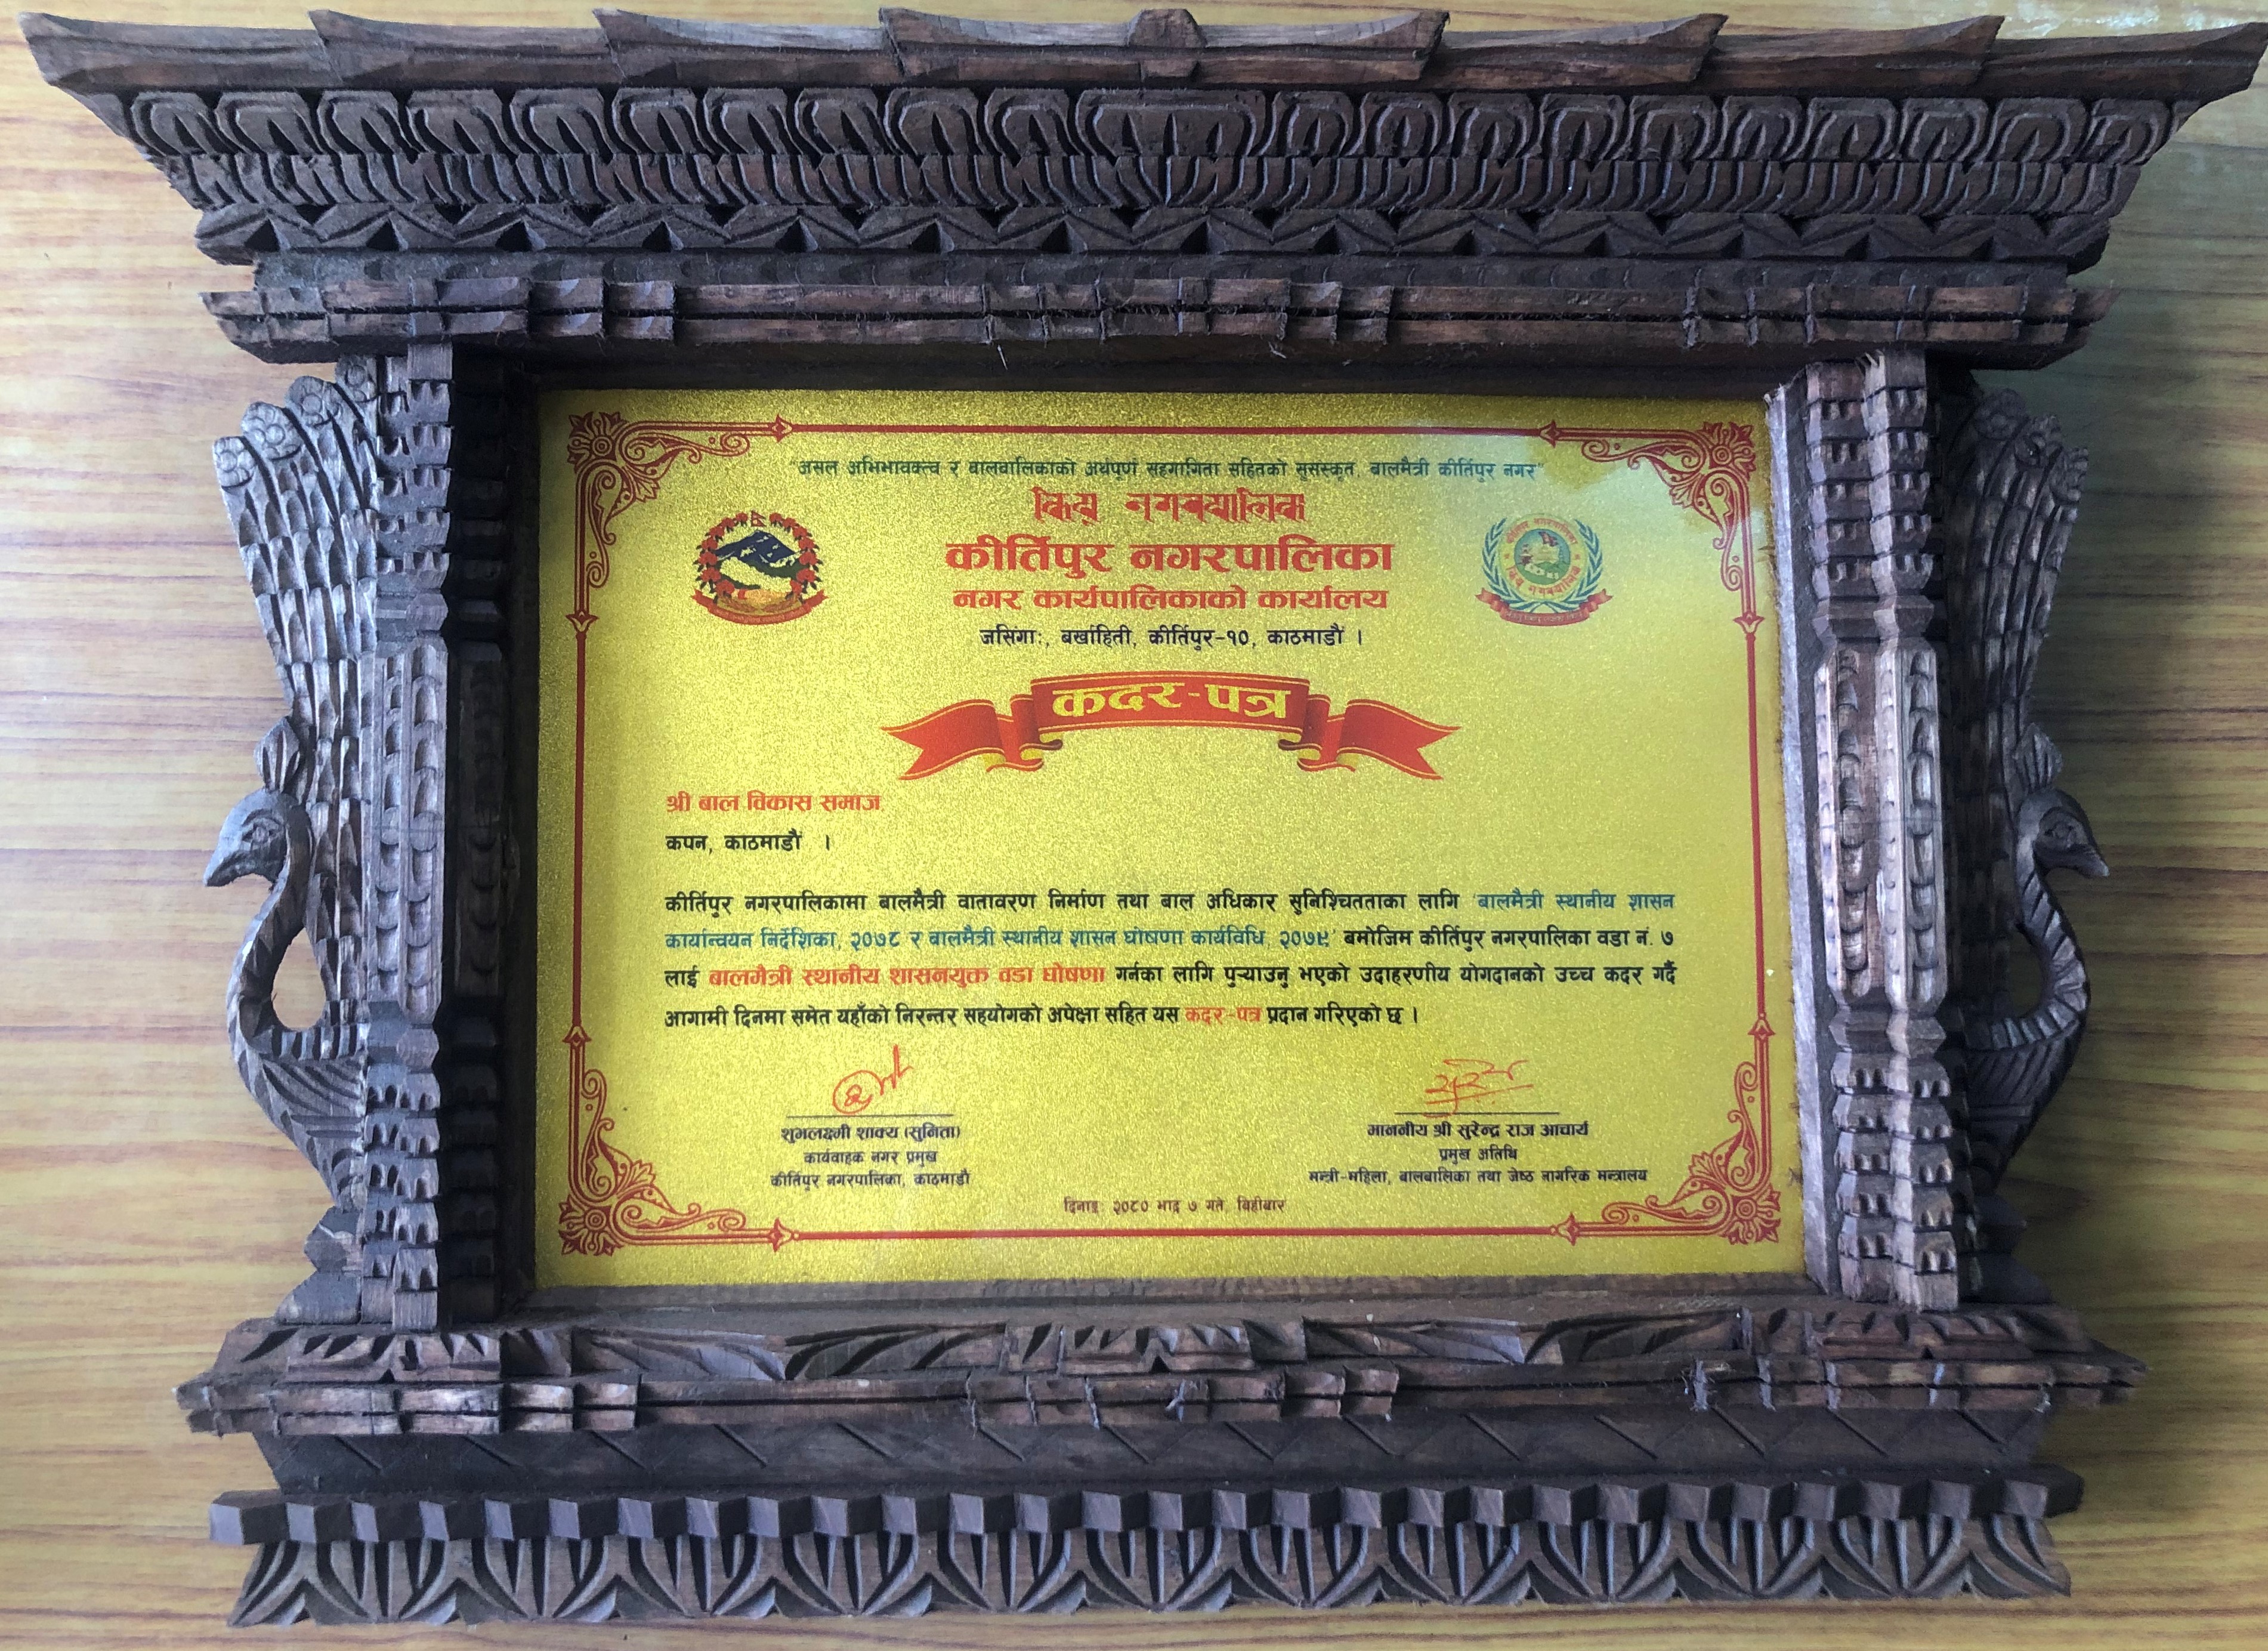 "असल अभिभावकत्व र बालबालिकाको अर्थपूर्ण सहभागिता सहितको सुसंस्कृत, बालमैत्री कीर्तिपुर नगर"
कीर्तिपुर नगरपालिका
नगर कार्यपालिकाको कार्यालय
जसिंगाः, बर्खाहिती, कीर्तिपुर-१०, काठमाडौं ।
कदर-पत्र
श्री बाल विकास समाज
कपन, काठमाडौं ।
कीर्तिपुर नगरपालिकामा बालमैत्री वातावरण निर्माण तथा बाल अधिकार सुनिश्चितताका लागि 'बालमैत्री स्थानीय शासन
कार्यान्वयन निर्देशिका, २०७८ र बालमैत्री स्थानीय शासन घोषणा कार्यविधि, २०७९' बमोजिम कीर्तिपुर नगरपालिका वडा नं. ७
लाई बालमैत्री स्थानीय शासनयुक्त वडा घोषणा गर्नका लागि पुर्‍याउनु भएको उदाहरणीय योगदानको उच्च कदर गर्दै
आगामी दिनमा समेत यहाँको निरन्तर सहयोगको अपेक्षा सहित यस कदर-पत्र प्रदान गरिएको छ ।
शुभलक्ष्मी शाक्य (सुनिता)
कार्यवाहक नगर प्रमुख
कीर्तिपुर नगरपालिका, काठमाडौं
माननीय श्री सुरेन्द्र राज आचार्य
प्रमुख अतिथि
मन्त्री-महिला, बालबालिका तथा जेष्ठ नागरिक मन्त्रालय
दिनाङ्क: २०८० भाद्र ७ गते, बिहीबार